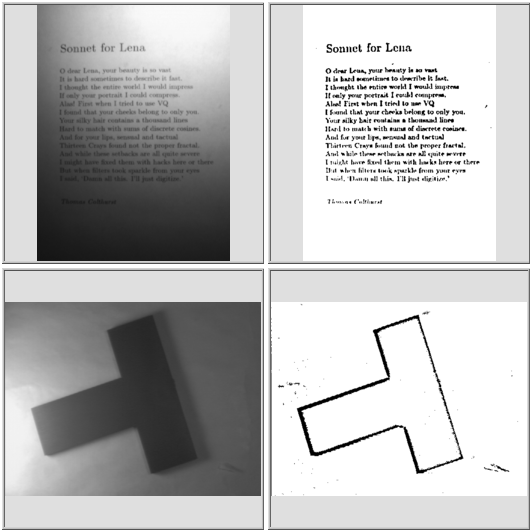 Sonnet for Lena
O dear Lena, your beauty is so vast
It is hard sometimes to describe it fast.
I thought the entire world I would impress
If only your portrait I could compress.
Alas! First when I tried to use VQ
I found that your cheeks belong to only you.
Your silky hair contains a thousand lines
Hard to match with sums of discrete cosines.
And for your lips, sensual and tactual
Thirteen Crays found not the proper fractal.
And while these setbacks are all quite severe
I might have fixed them with hacks here or there
But when filters took sparkle from your eyes
I said, 'Damn all this. I'll just digitize.'
Thomas Colthurst
Sonnet for Lena
O dear Lena, your beauty is so vast
It is hard sometimes to describe it fast.
I thought the entire world I would impress
If only your portrait I could compress.
Alas! First when I tried to use VQ
I found that your cheeks belong to only you.
Your silky hair contains a thousand lines
Hard to match with sums of discrete cosines.
And for your lips, sensual and tactual
Thirteen Crays found not the proper fractal.
And while these setbacks are all quite severe
I might have fixed them with hacks here or there
But when filters took sparkle from your eyes
I said, 'Damn all this. I'll just digitize.'
Thomas Colthurst